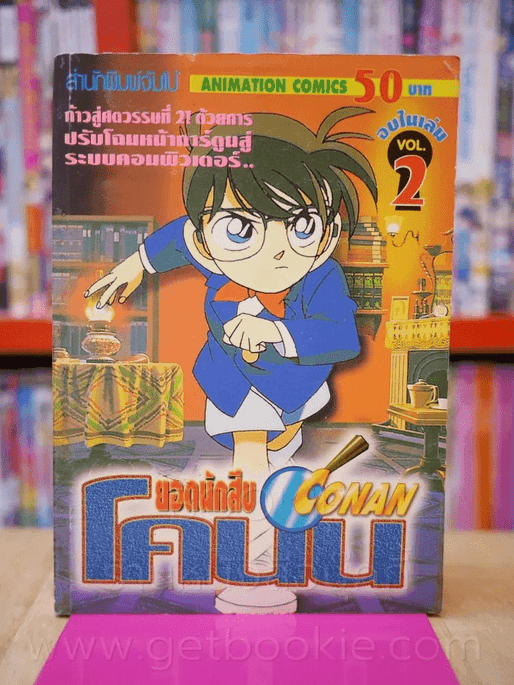 สำนักพิมพ์จัมโบ้
ANIMATION COMICS 50 บาท
ก้าวสู่ศตวรรษที่ 21 ด้วยการ
ปรับโฉมหน้าการ์ตูนสู่
ระบบคอมพิวเตอร์..
จบในเล่ม
VOL.
2
ยอดนักสืบ
CONAN
โคนัน
www.getbookie.com